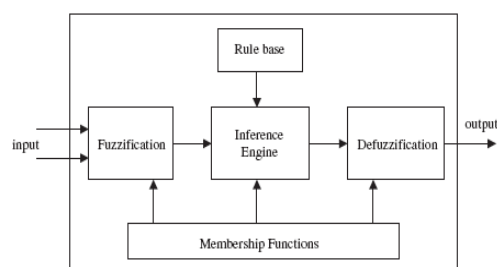 Rule base
input
Fuzzification
Inference
Engine
Defuzzification
output
Membership Functions